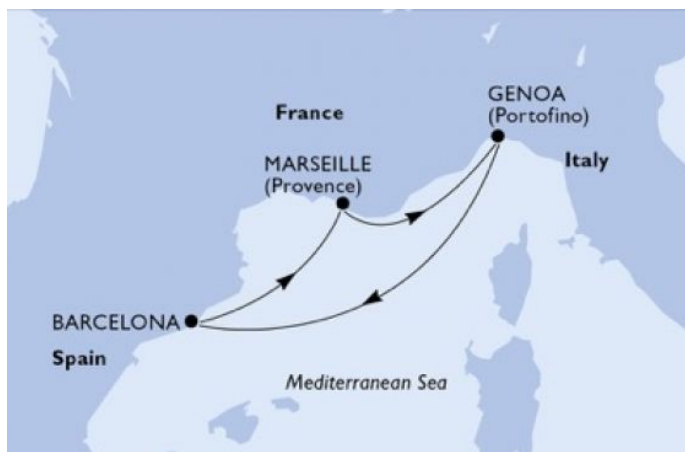 GENOA
(Portofino)
France
Italy
MARSEILLE
(Provence)
BARCELONA
Spain
Mediterranean Sea